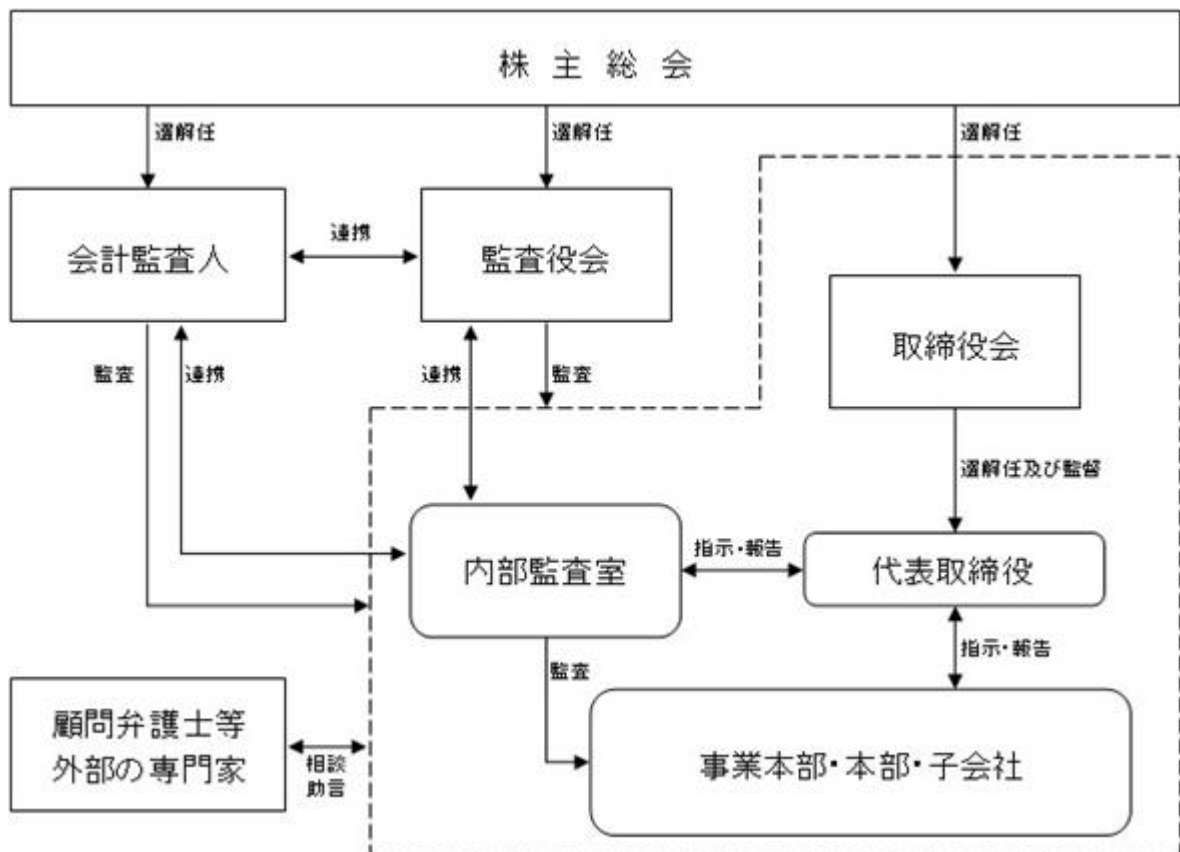 株主総会
選解任
選解任
選解任
会計監査人
連携
監査役会
取締役会
監査
連携
連携
監査
選解任及び監督
内部監査室
指示・報告
代表取締役
監査
指示・報告
顧問弁護士等
外部の専門家
相談
助言
事業本部・本部・子会社